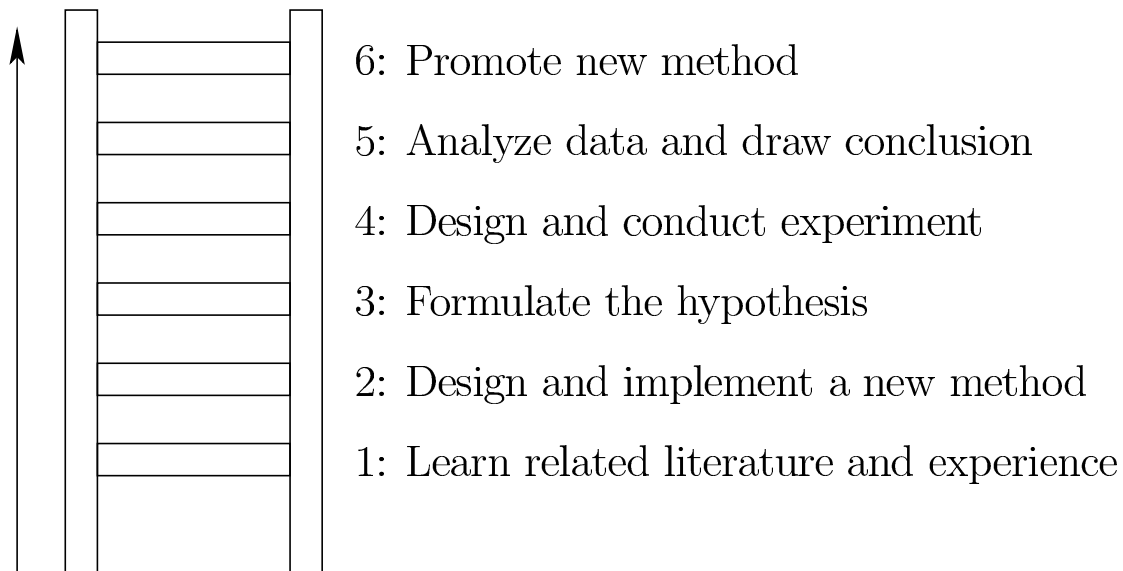 6: Promote new method
5: Analyze data and draw conclusion
4: Design and conduct experiment
3: Formulate the hypothesis
2: Design and implement a new method
1: Learn related literature and experience